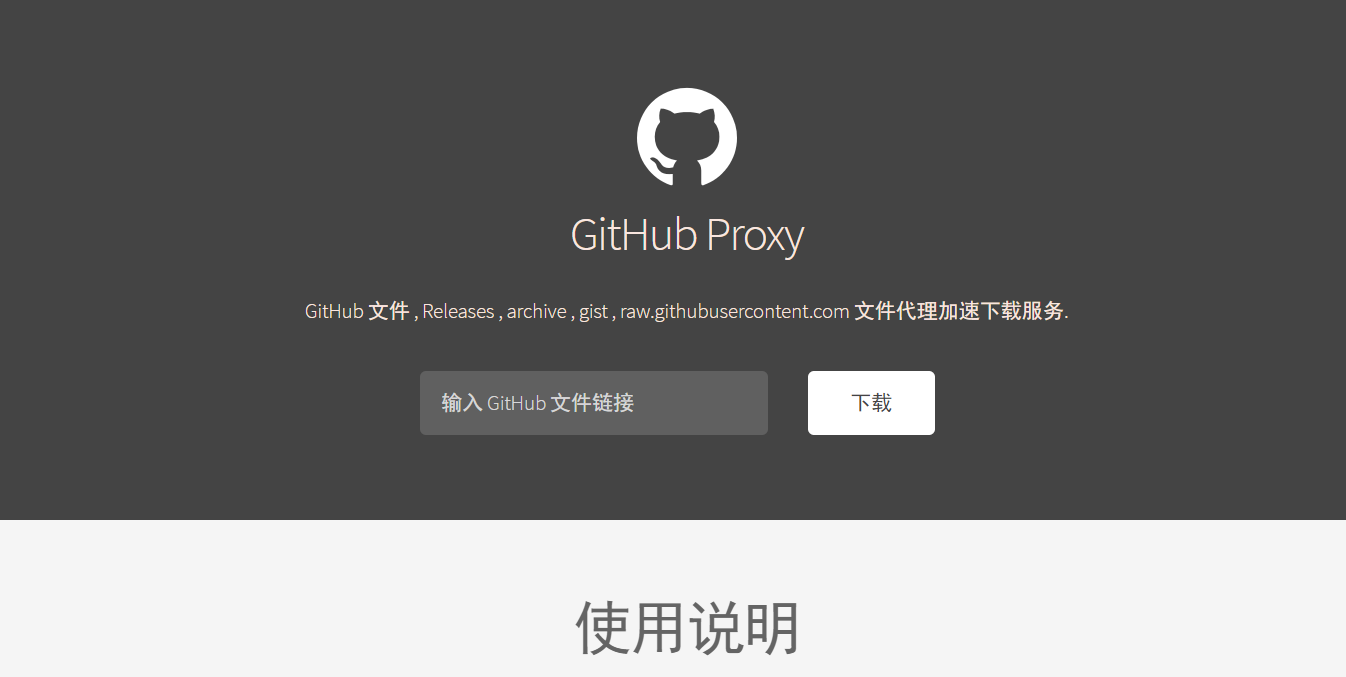 GitHub Proxy
GitHub 文件 , Releases , archive , gist , raw.githubusercontent.com 文件代理加速下载服务.
输入 GitHub 文件链接
下载
使用说明